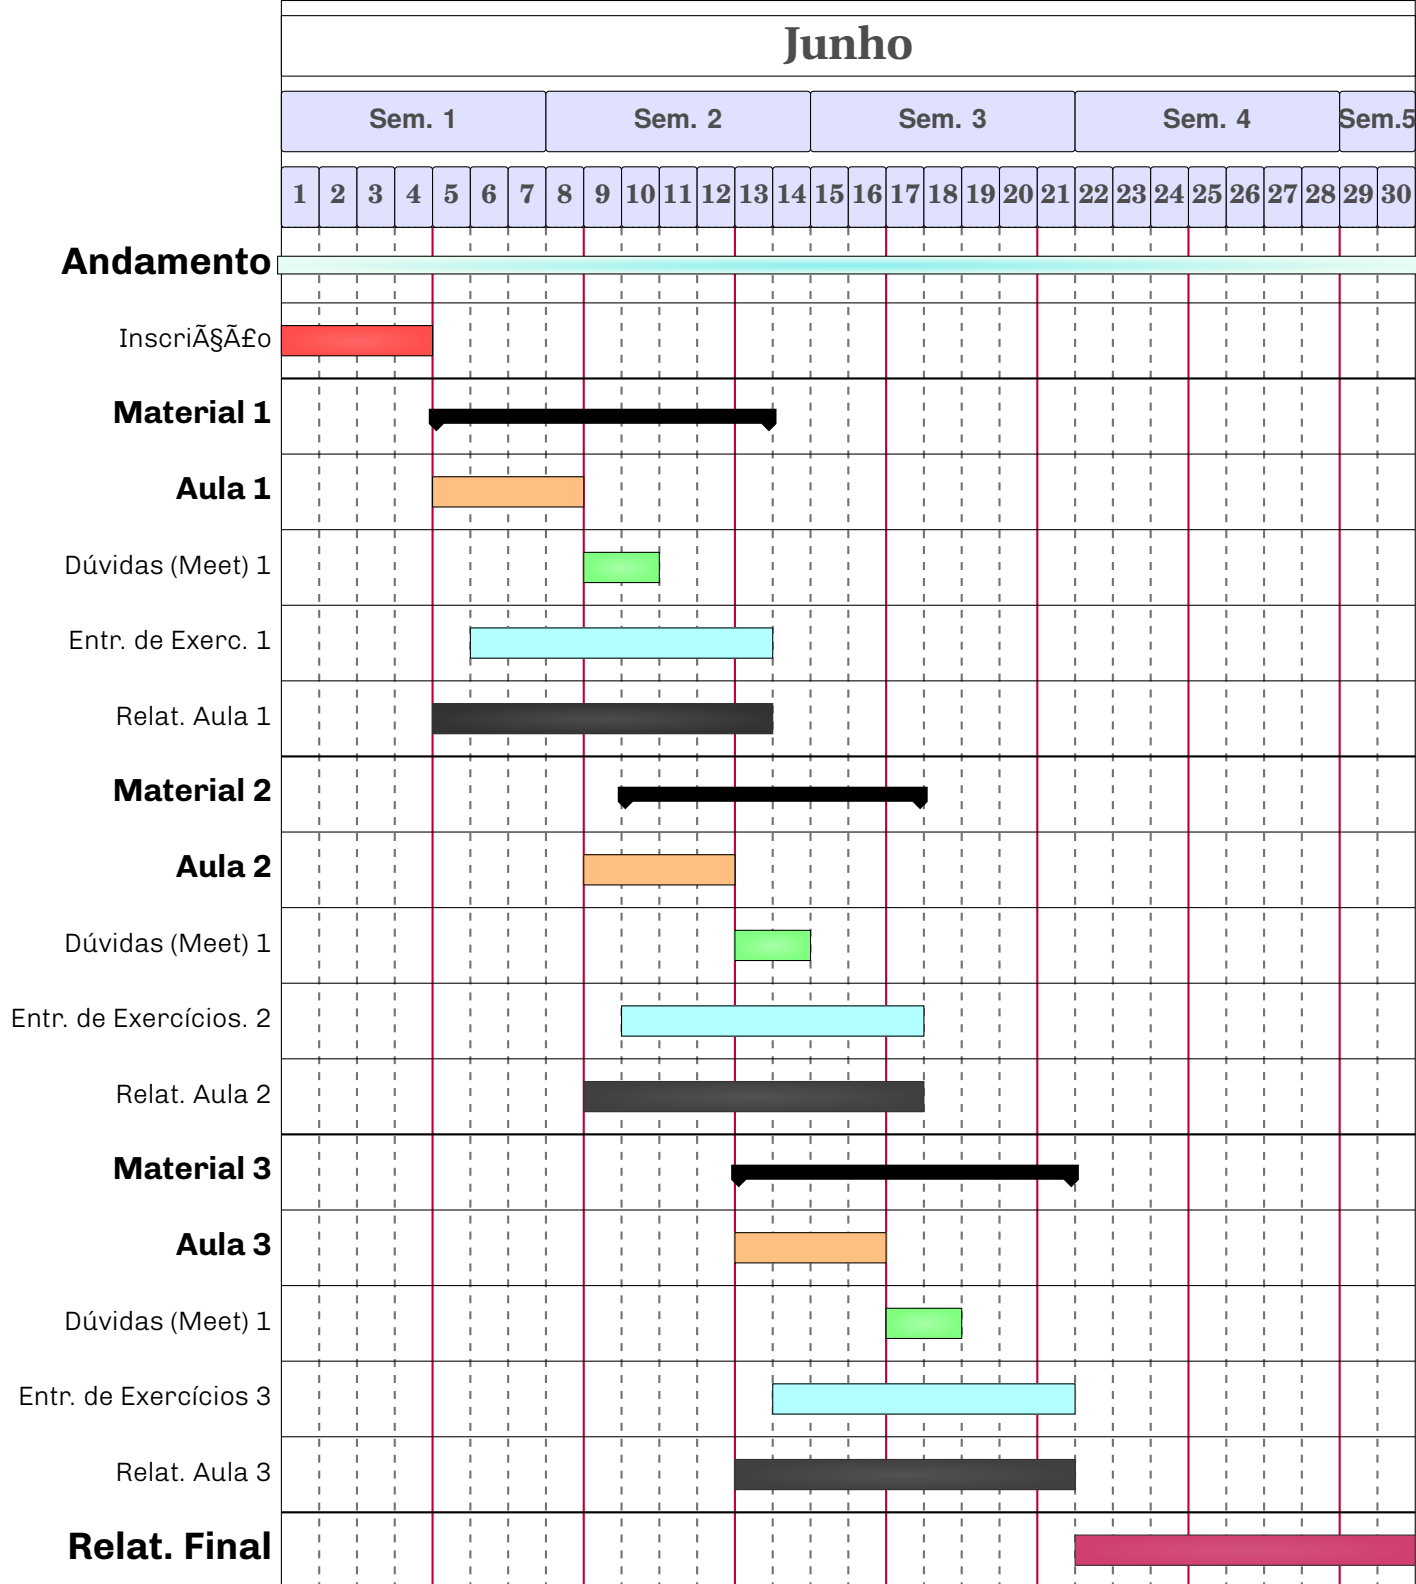 Junho
Sem. 1 Sem. 2 Sem. 3 Sem. 4 Sem.5
1 2 3 4 5 6 7 8 9 10 11 12 13 14 15 16 17 18 19 20 21 22 23 24 25 26 27 28 29 30
Andamento
InscriÃ§Ã£o
Material 1
Aula 1
Dúvidas (Meet) 1
Entr. de Exerc. 1
Relat. Aula 1
Material 2
Aula 2
Dúvidas (Meet) 1
Entr. de Exercícios. 2
Relat. Aula 2
Material 3
Aula 3
Dúvidas (Meet) 1
Entr. de Exercícios 3
Relat. Aula 3
Relat. Final